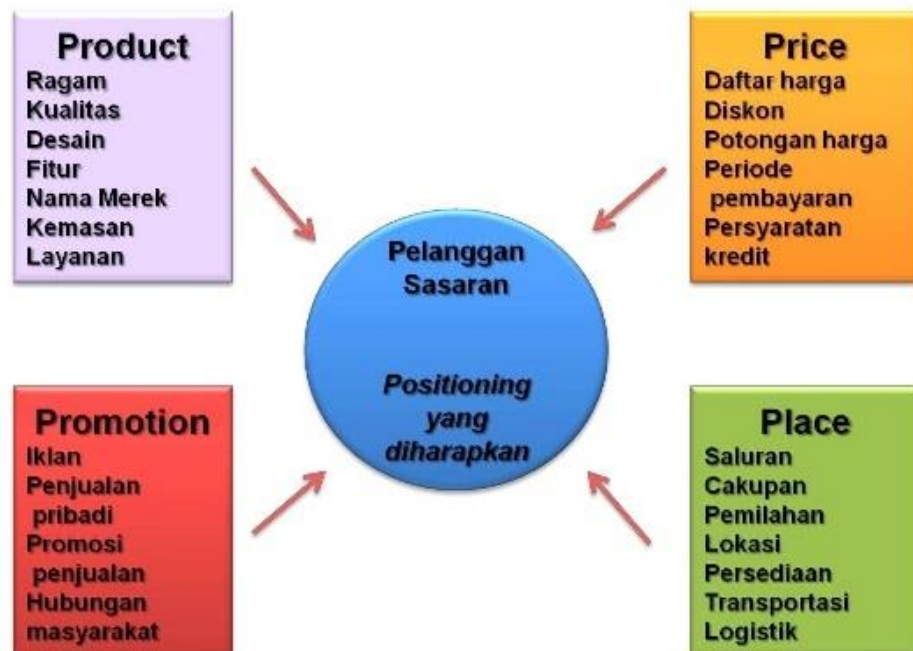 Product
Ragam
Kualitas
Desain
Fitur
Nama Merek
Kemasan
Layanan
Price
Daftar harga
Diskon
Potongan harga
Periode
pembayaran
Persyaratan
kredit
Pelanggan
Sasaran
Positioning
yang
diharapkan
Promotion
Iklan
Penjualan
pribadi
Promosi
penjualan
Hubungan
masyarakat
Place
Saluran
Cakupan
Pemilahan
Lokasi
Persediaan
Transportasi
Logistik